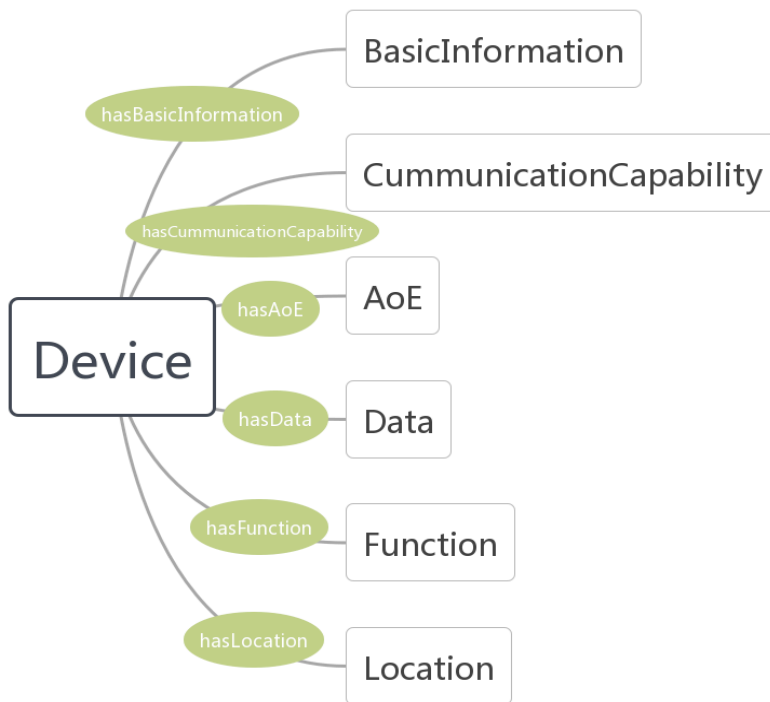 BasicInformation
hasBasicInformation
CummunicationCapability
hasCummunicationCapability
AoE
hasAoE
Device
Data
hasData
hasFunction
Function
hasLocation
Location